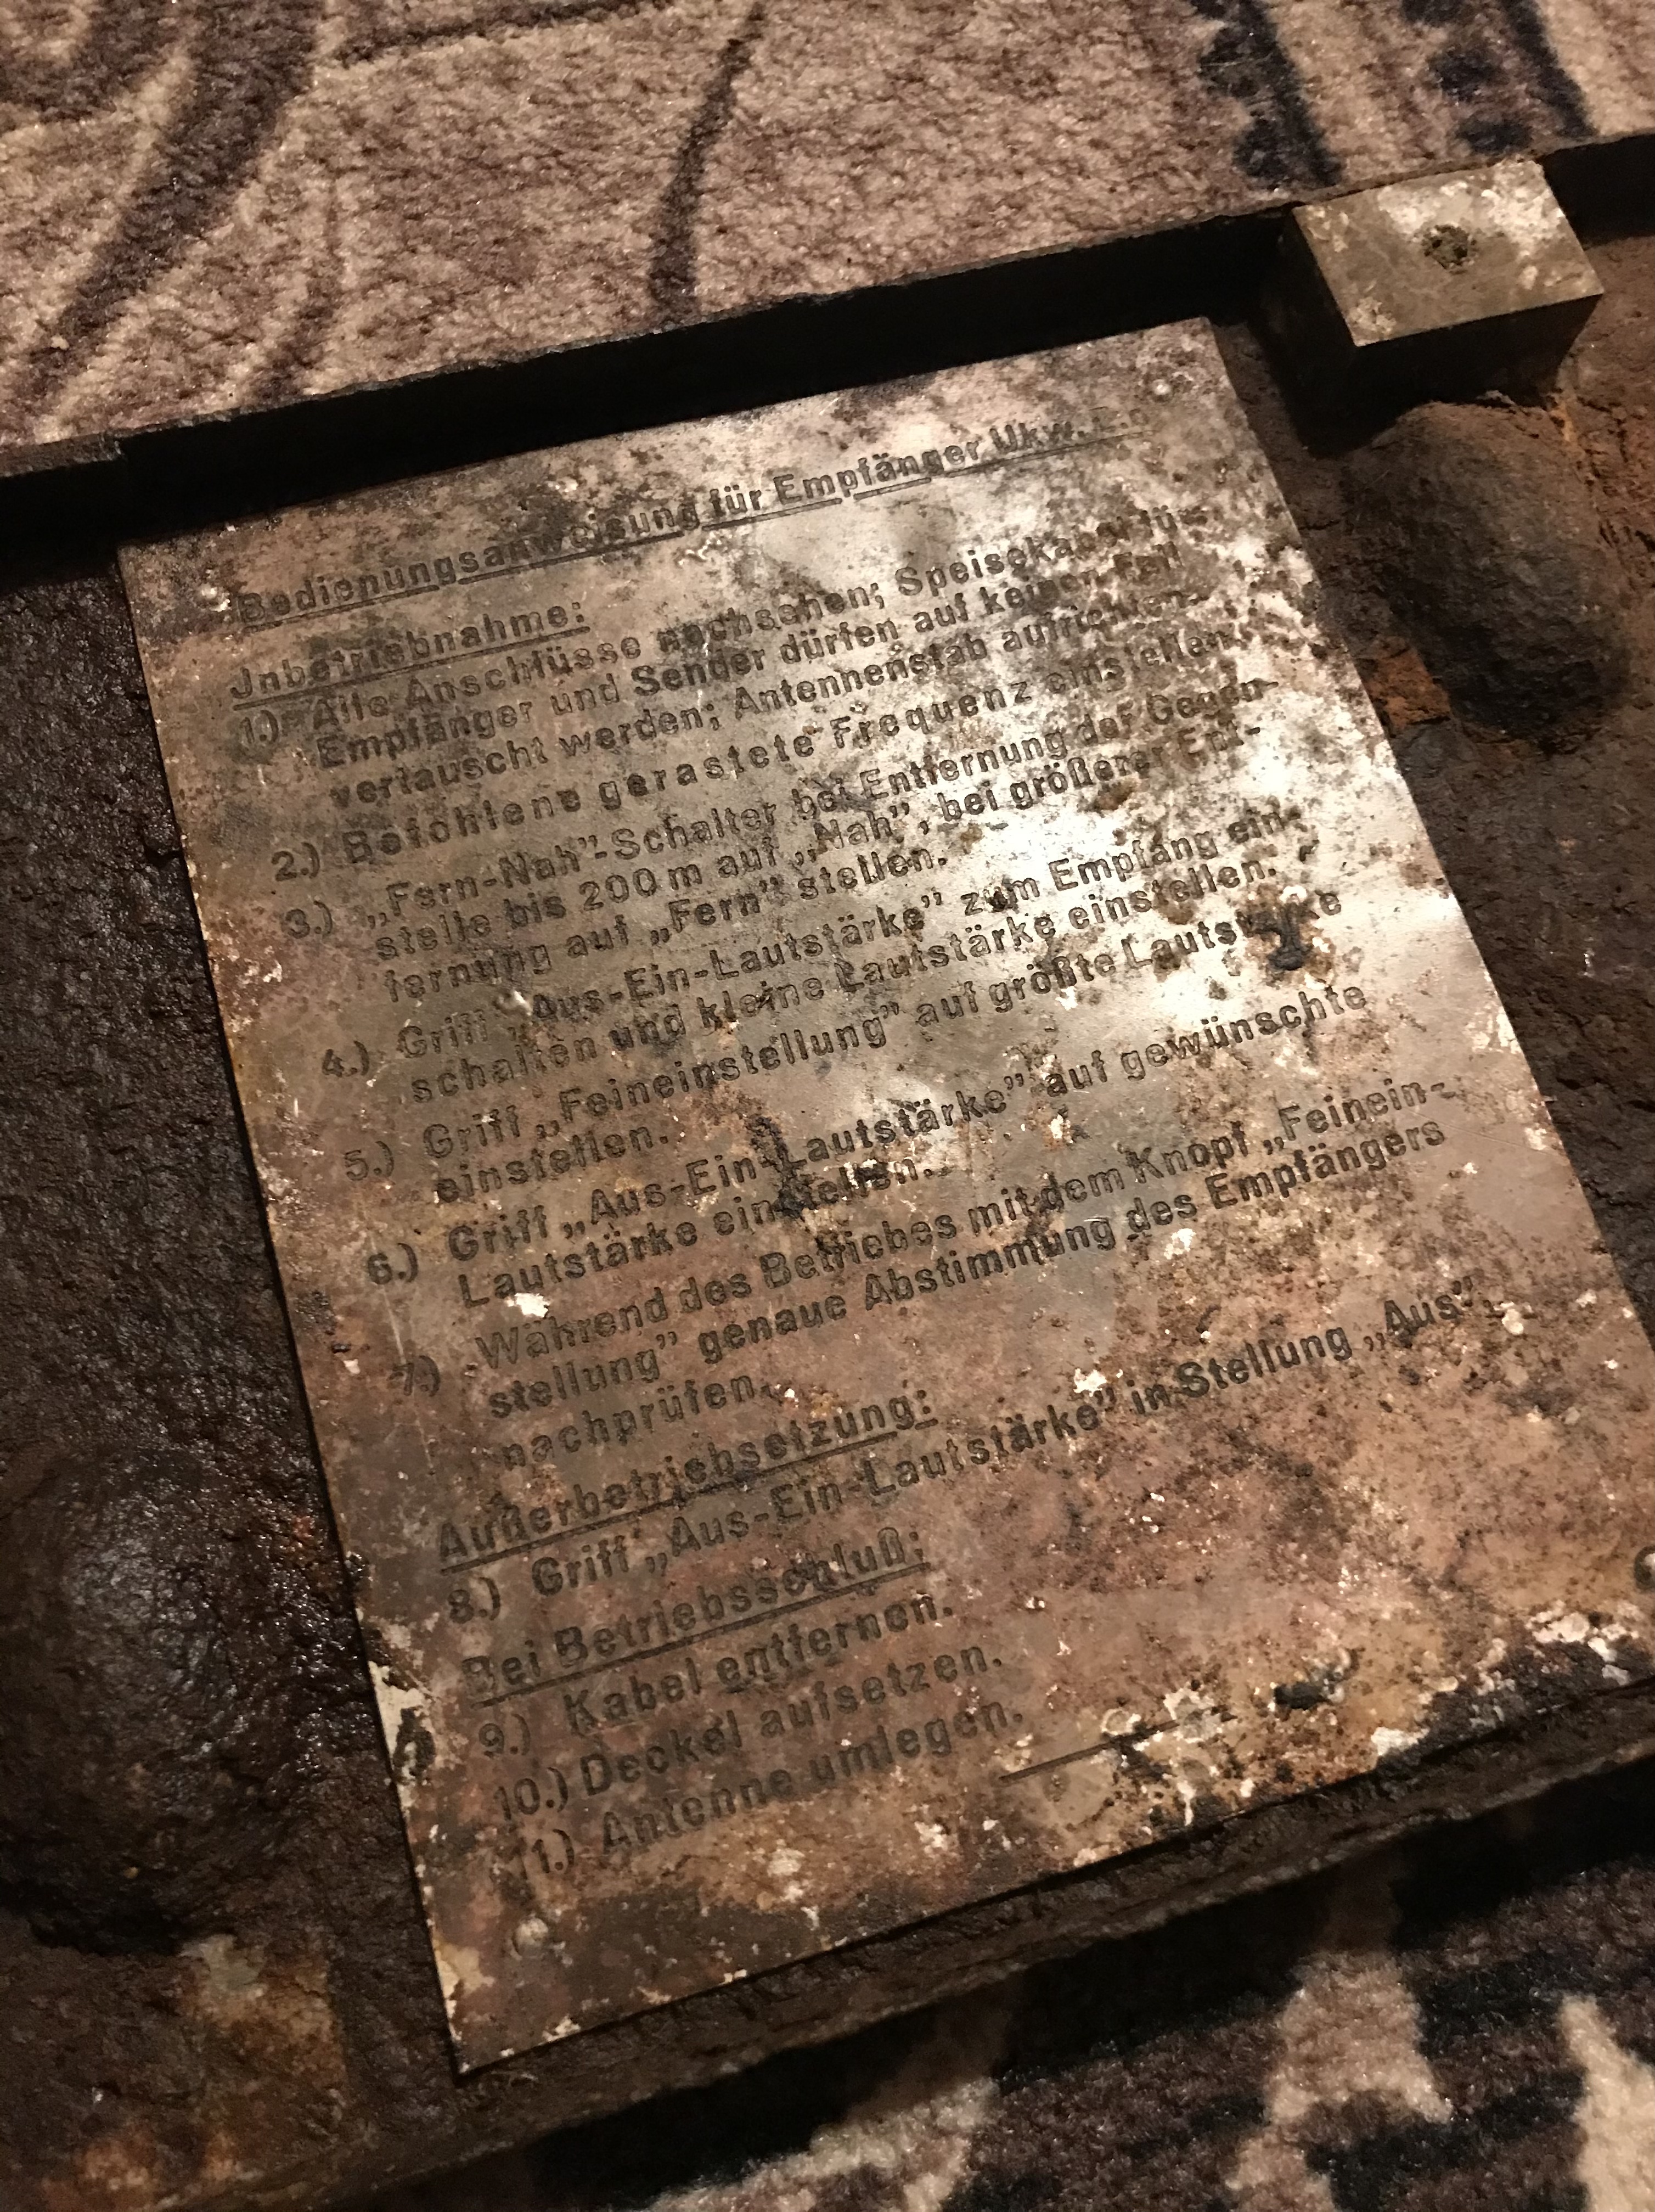 Bedienungsanweisung für Empfänger Ukw. E.
Jnbetriebnahme:
1.) Alle Anschlüsse nachsehen; Speisekabel für
Empfänger und Sender dürfen auf keinen Fall
vertauscht werden; Antennenstab aufrichten.
2.) Befohlene gerastete Frequenz einstellen.
3.) „Fern-Nah”-Schalter bei Entfernung der Gegen-
stelle bis 200 m auf „Nah”, bei größerer Ent-
fernung auf „Fern” stellen.
4.) Griff „Aus-Ein-Lautstärke” zum Empfang ein-
schalten und kleine Lautstärke einstellen.
5.) Griff „Feineinstellung” auf größte Lautstärke
einstellen.
6.) Griff „Aus-Ein-Lautstärke” auf gewünschte
Lautstärke einstellen.
7.) Während des Betriebes mit dem Knopf „Feinein-
stellung” genaue Abstimmung des Empfängers
nachprüfen.
Außerbetriebsetzung:
8.) Griff „Aus-Ein-Lautstärke” in Stellung „Aus”.
Bei Betriebsschluß:
9.) Kabel entfernen.
10.) Deckel aufsetzen.
11.) Antenne umlegen.